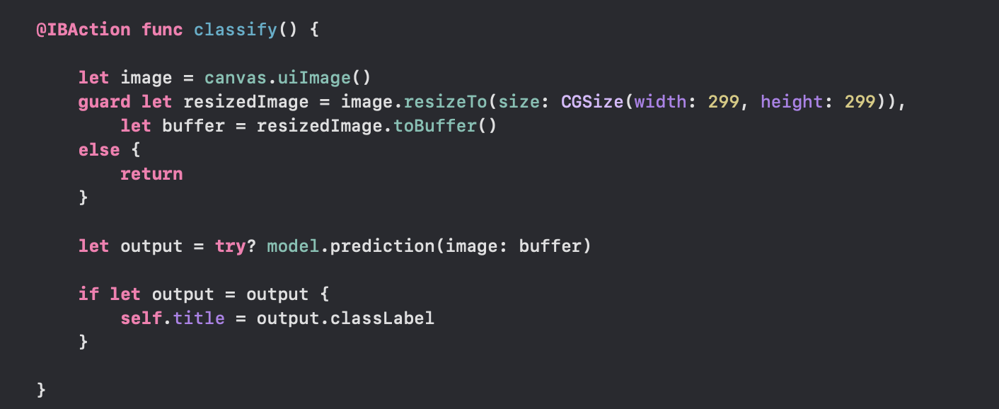 @IBAction func classify() {
let image = canvas.uiImage()
guard let resizedImage = image.resizeTo(size: CGSize(width: 299, height: 299)),
let buffer = resizedImage.toBuffer()
else {
return
}
let output = try? model.prediction(image: buffer)
if let output = output {
self.title = output.classLabel
}
}